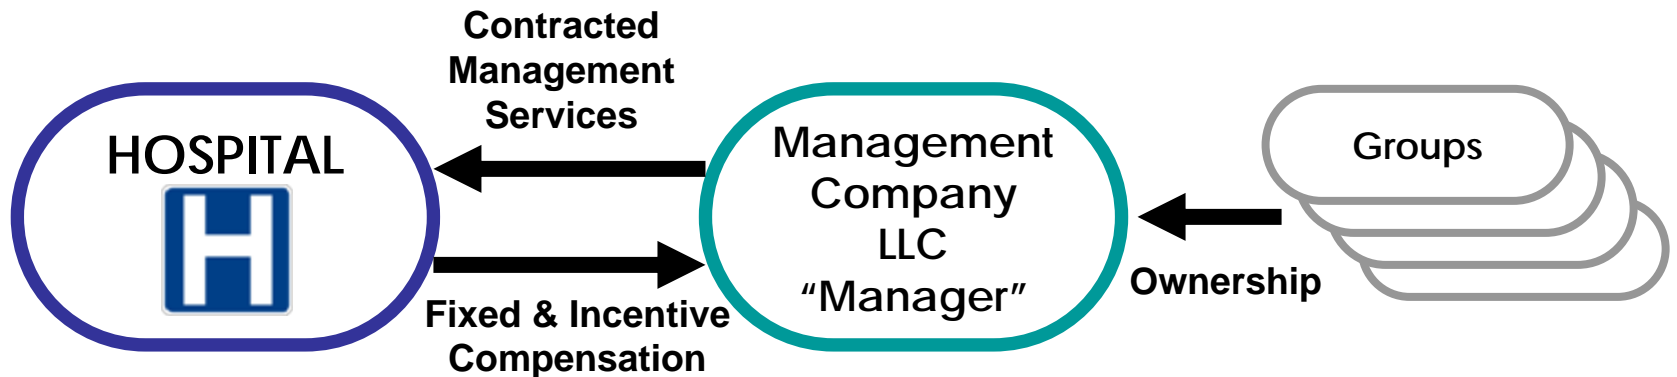 Contracted
Management
Services
HOSPITAL
H
Fixed & Incentive
Compensation
Management
Company
LLC
“Manager”
Ownership
Groups